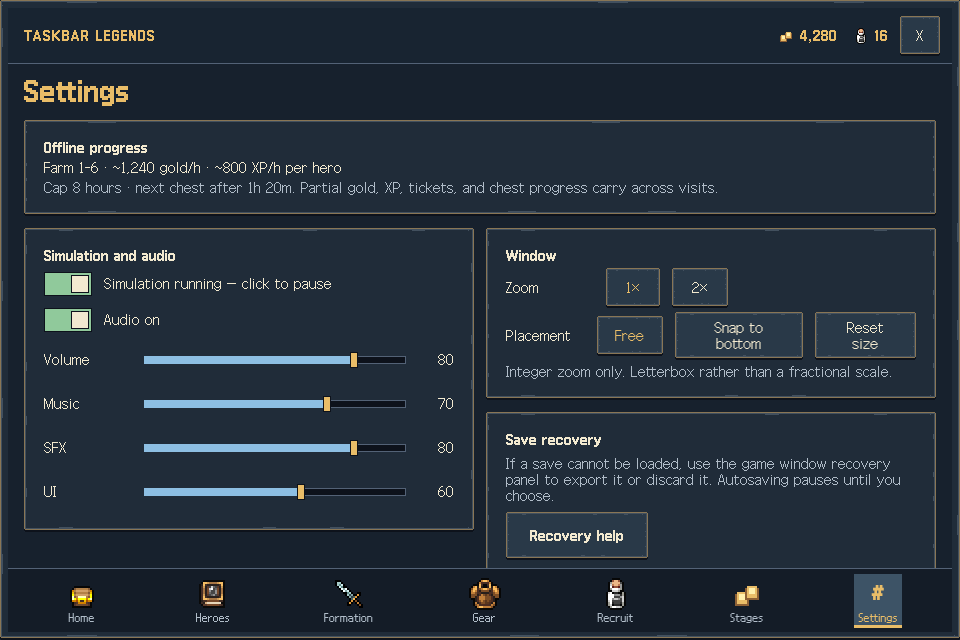 TASKBAR LEGENDS
4,280
16
X
Settings
Offline progress
Farm 1-6 · ~1,240 gold/h · ~800 XP/h per hero
Cap 8 hours · next chest after 1h 20m. Partial gold, XP, tickets, and chest progress carry across visits.
Simulation and audio
Simulation running — click to pause
Audio on
Volume 80
Music 70
SFX 80
UI 60
Window
Zoom 1× 2×
Placement Free Snap to bottom Reset size
Integer zoom only. Letterbox rather than a fractional scale.
Save recovery
If a save cannot be loaded, use the game window recovery
panel to export it or discard it. Autosaving pauses until you
choose.
Recovery help
Home
Heroes
Formation
Gear
Recruit
Stages
#
Settings